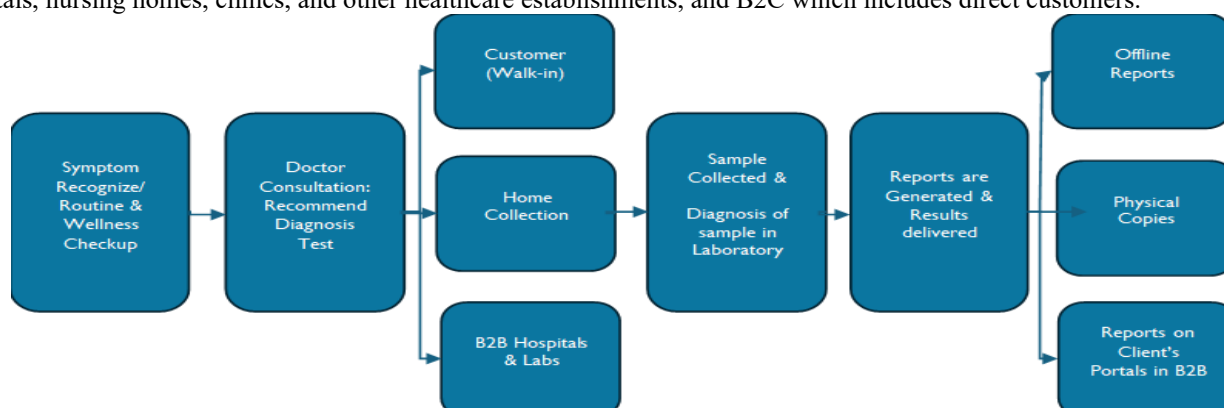 tals, nursing homes, clinics, and other healthcare establishments, and B2C which includes direct customers.
Symptom
Recognize/
Routine &
Wellness
Checkup
Doctor
Consultation:
Recommend
Diagnosis
Test
Customer
(Walk-in)
Home
Collection
B2B Hospitals
& Labs
Sample
Collected &
Diagnosis of
sample in
Laboratory
Reports are
Generated &
Results
delivered
Offline
Reports
Physical
Copies
Reports on
Client's
Portals in B2B